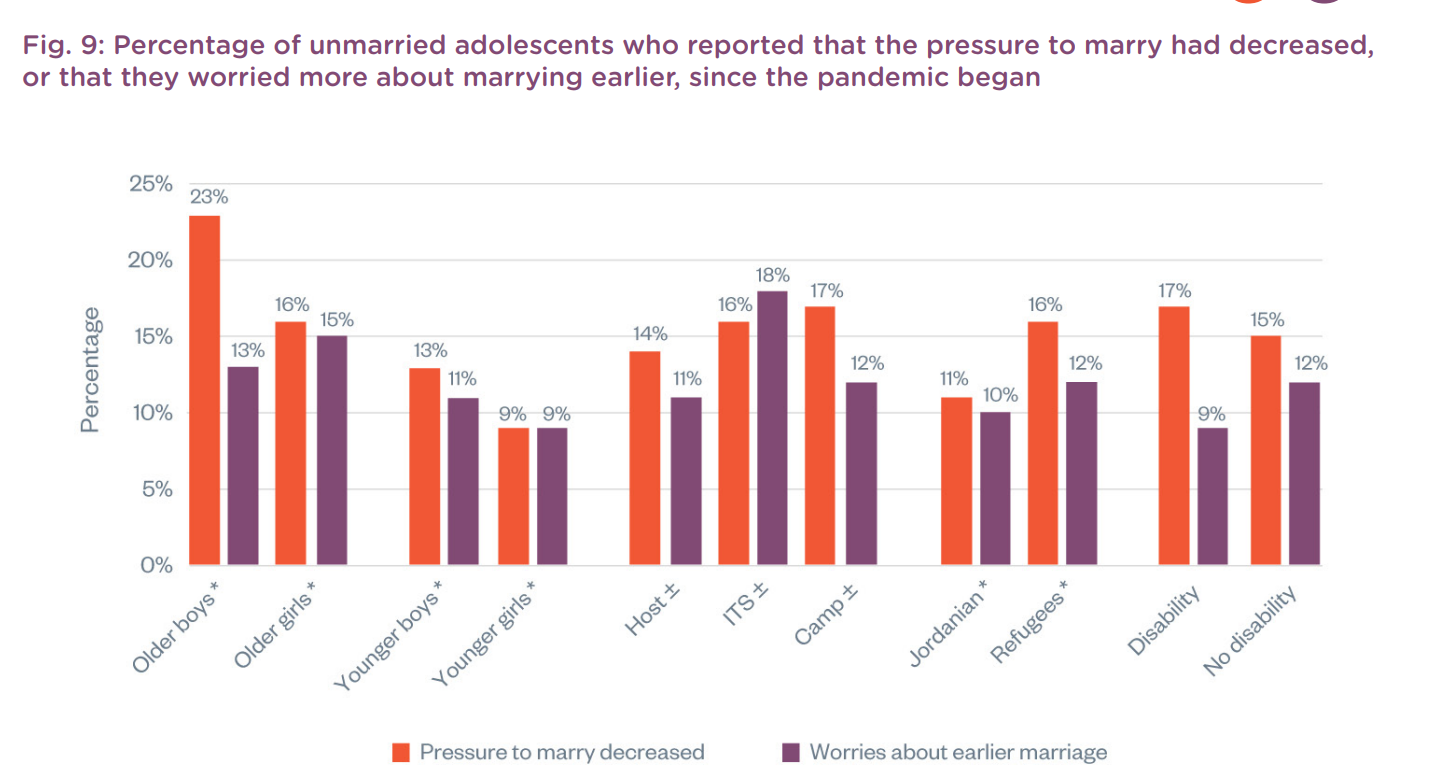 Fig. 9: Percentage of unmarried adolescents who reported that the pressure to marry had decreased,
or that they worried more about marrying earlier, since the pandemic began
25%
20%
15%
10%
5%
0%
Percentage
23%
13%
16%
15%
13%
11%
9%
9%
14%
11%
16%
18%
17%
12%
11%
10%
16%
12%
17%
9%
15%
12%
Older boys *
Older girls *
Younger boys *
Younger girls *
Host ±
ITS ±
Camp ±
Jordanian *
Refugees *
Disability
No disability
Pressure to marry decreased
Worries about earlier marriage